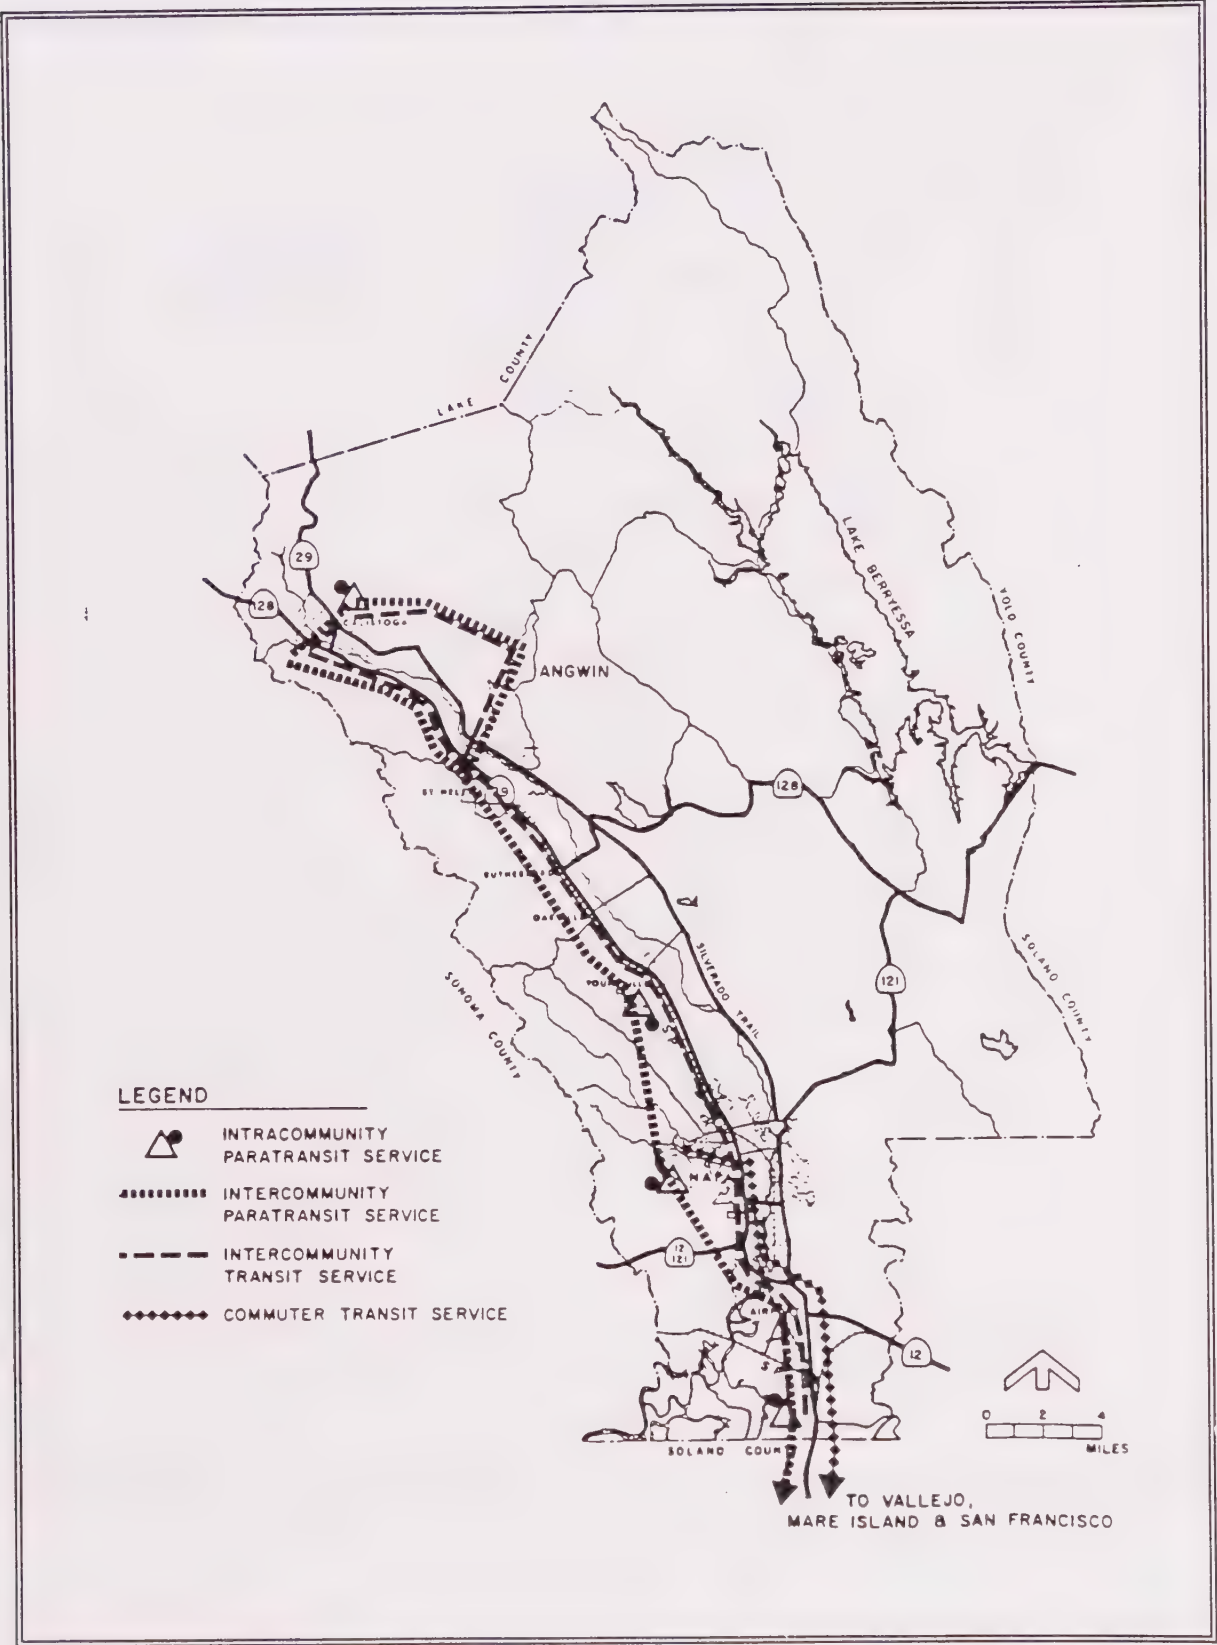 LAKE COUNTY
29
128
CALISTOGA
ANGWIN
LAKE BERRYESSA
YOLO COUNTY
29
128
SILVERADO TRAIL
121
SOLANO COUNTY
SONOMA COUNTY
LEGEND
INTRACOMMUNITY
PARATRANSIT SERVICE
INTERCOMMUNITY
PARATRANSIT SERVICE
INTERCOMMUNITY
TRANSIT SERVICE
COMMUTER TRANSIT SERVICE
12
121
12
0 2 4
MILES
SOLANO
TO VALLEJO,
MARE ISLAND & SAN FRANCISCO